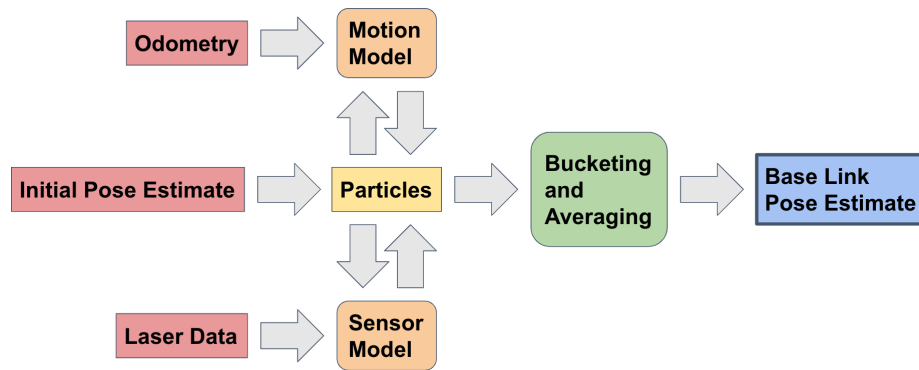 Odometry
Motion
Model
Initial Pose Estimate
Particles
Bucketing
and
Averaging
Base Link
Pose Estimate
Laser Data
Sensor
Model